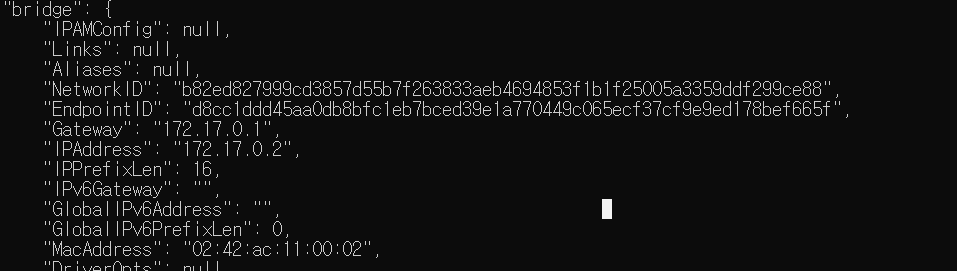 "bridge": {
"IPAMConfig": null,
"Links": null,
"Aliases": null,
"NetworkID": "b82ed827999cd3857d55b7f263833aeb4694853f1b1f25005a3359ddf299ce88",
"EndpointID": "d8cc1ddd45aa0db8bfc1eb7bced39e1a770449c065ecf37cf9e9ed178bef665f",
"Gateway": "172.17.0.1",
"IPAddress": "172.17.0.2",
"IPPrefixLen": 16,
"IPv6Gateway": "",
"GlobalIPv6Address": "",
"GlobalIPv6PrefixLen": 0,
"MacAddress": "02:42:ac:11:00:02",
"DriverOpts": null